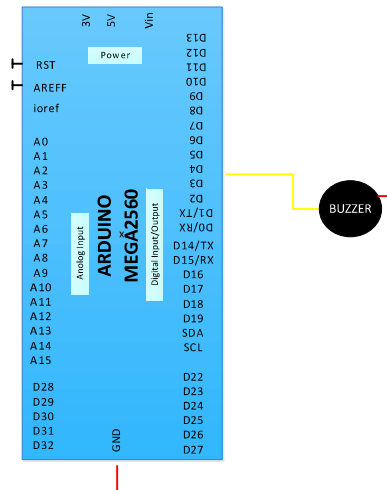 3V
5V
Vin
Power
RST
AREFF
ioref
A0
A1
A2
A3
A4
A5
A6
A7
A8
A9
A10
A11
A12
A13
A14
A15
D28
D29
D30
D31
D32
Analog Input
ARDUINO
MEGA2560
x
Digital Input/Output
GND
D13
D12
D11
D10
D9
D8
D7
D6
D5
D4
D3
D2
D1/TX
D0/RX
D14/TX
D15/RX
D16
D17
D18
D19
SDA
SCL
D22
D23
D24
D25
D26
D27
BUZZER